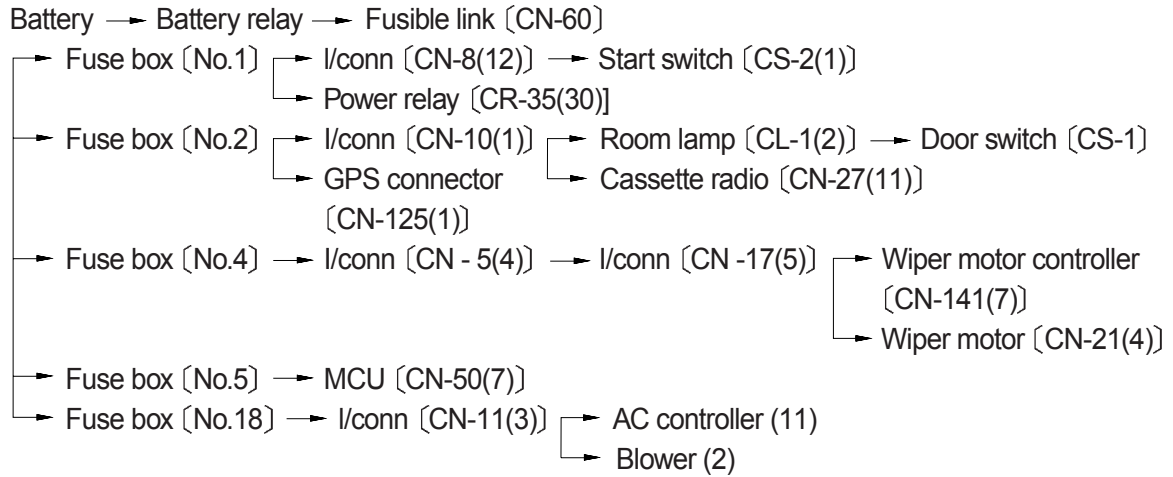 Battery → Battery relay → Fusible link〔CN-60〕
Fuse box〔No.1〕 → I/conn〔CN-8(12)〕 → Start switch〔CS-2(1)〕
→ Power relay〔CR-35(30)]
Fuse box〔No.2〕 → I/conn〔CN-10(1)〕 → Room lamp〔CL-1(2)〕 → Door switch〔CS-1〕
→ GPS connector → Cassette radio〔CN-27(11)〕
〔CN-125(1)〕
Fuse box〔No.4〕 → I/conn〔CN - 5(4)〕 → I/conn〔CN -17(5)〕 → Wiper motor controller
〔CN-141(7)〕
→ Wiper motor〔CN-21(4)〕
Fuse box〔No.5〕 → MCU〔CN-50(7)〕
Fuse box〔No.18〕 → I/conn〔CN-11(3)〕 → AC controller (11)
→ Blower (2)